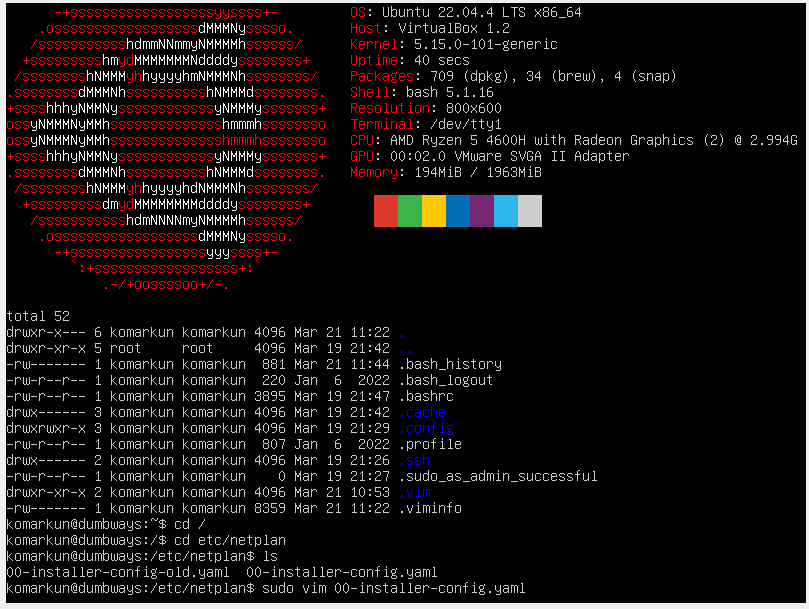 -+ssssssssssssssssssyyssss+-
OS: Ubuntu 22.04.4 LTS x86_64
.ossssssssssssssssssdMMMNysssso.
Host: VirtualBox 1.2
/ssssssssssshdmmNNmmyNMMMMhssssss/
Kernel: 5.15.0-101-generic
+ssssssssshmydMMMMMMMNddddyssssssss+
Uptime: 40 secs
/sssssssshNMMMyhhyyyyhmNMMMNhssssssss/
Packages: 709 (dpkg), 34 (brew), 4 (snap)
.ssssssssdMMMNhsssssssssshNMMMdssssssss.
Shell: bash 5.1.16
+sssshhhyNMMNyssssssssssssyNMMMysssssss+
Resolution: 800x600
ossyNMMMNyMMhsssssssssssssshmmmhssssssso
Terminal: /dev/tty1
ossyNMMMNyMMhsssssssssssssshmmmhssssssso
CPU: AMD Ryzen 5 4600H with Radeon Graphics (2) @ 2.994G
+sssshhhyNMMNyssssssssssssyNMMMysssssss+
GPU: 00:02.0 VMware SVGA II Adapter
.ssssssssdMMMNhsssssssssshNMMMdssssssss.
Memory: 194MiB / 1963MiB
/sssssssshNMMMyhhyyyyhdNMMMNhssssssss/
+sssssssssdmydMMMMMMMMddddyssssssss+
/ssssssssssshdmNNNNmyNMMMMhssssss/
.ossssssssssssssssssdMMMNysssso.
-+sssssssssssssssssyyyssss+-
`:+ssssssssssssssssss+:`
.-/+oossssoo+/-.
total 52
drwxr-x--- 6 komarkun komarkun 4096 Mar 21 11:22 .
drwxr-xr-x 5 root     root     4096 Mar 19 21:42 ..
-rw------- 1 komarkun komarkun  881 Mar 21 11:44 .bash_history
-rw-r--r-- 1 komarkun komarkun  220 Jan  6  2022 .bash_logout
-rw-r--r-- 1 komarkun komarkun 3895 Mar 19 21:47 .bashrc
drwx------ 3 komarkun komarkun 4096 Mar 19 21:42 .cache
drwxrwxr-x 3 komarkun komarkun 4096 Mar 19 21:29 .config
-rw-r--r-- 1 komarkun komarkun  807 Jan  6  2022 .profile
drwx------ 2 komarkun komarkun 4096 Mar 19 21:26 .ssh
-rw-r--r-- 1 komarkun komarkun    0 Mar 19 21:27 .sudo_as_admin_successful
drwxr-xr-x 2 komarkun komarkun 4096 Mar 21 10:53 .vim
-rw------- 1 komarkun komarkun 8359 Mar 21 11:22 .viminfo
komarkun@dumbways:~$ cd /
komarkun@dumbways:/$ cd etc/netplan
komarkun@dumbways:/etc/netplan$ ls
00-installer-config-old.yaml  00-installer-config.yaml
komarkun@dumbways:/etc/netplan$ sudo vim 00-installer-config.yaml